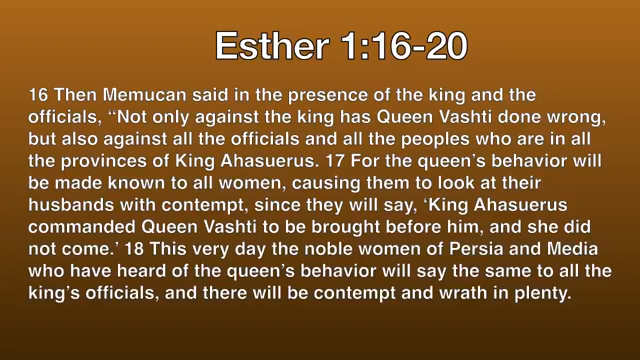 Esther 1:16-20
16 Then Memucan said in the presence of the king and the
officials, “Not only against the king has Queen Vashti done wrong,
but also against all the officials and all the peoples who are in all
the provinces of King Ahasuerus. 17 For the queen’s behavior will
be made known to all women, causing them to look at their
husbands with contempt, since they will say, ‘King Ahasuerus
commanded Queen Vashti to be brought before him, and she did
not come.’ 18 This very day the noble women of Persia and Media
who have heard of the queen’s behavior will say the same to all the
king’s officials, and there will be contempt and wrath in plenty.